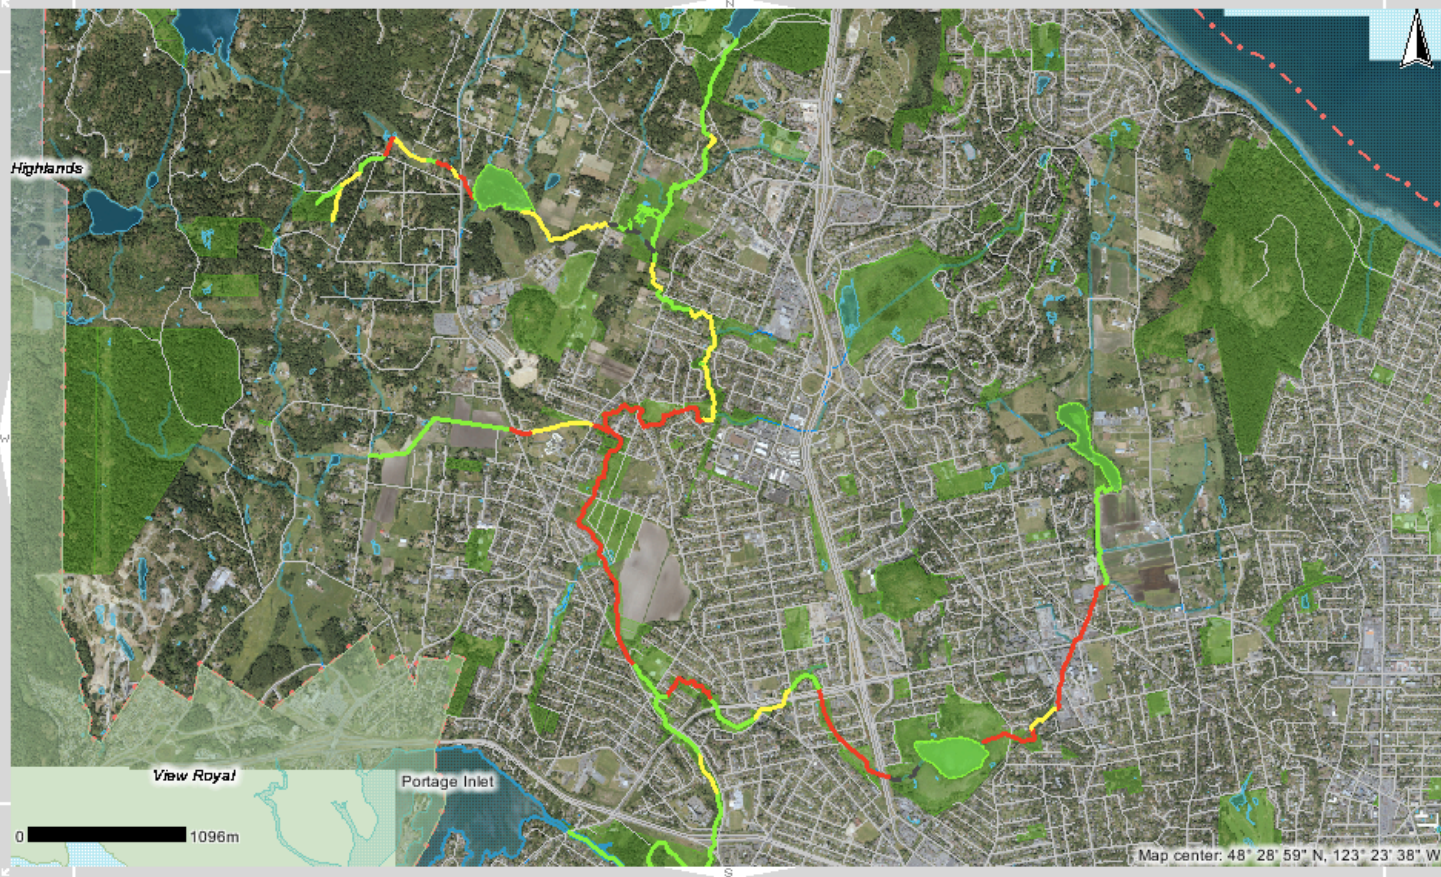 N
Highlands
W
View Royal
Portage Inlet
0 1096m
Map center: 48° 28' 59" N, 123° 23' 38" W
S